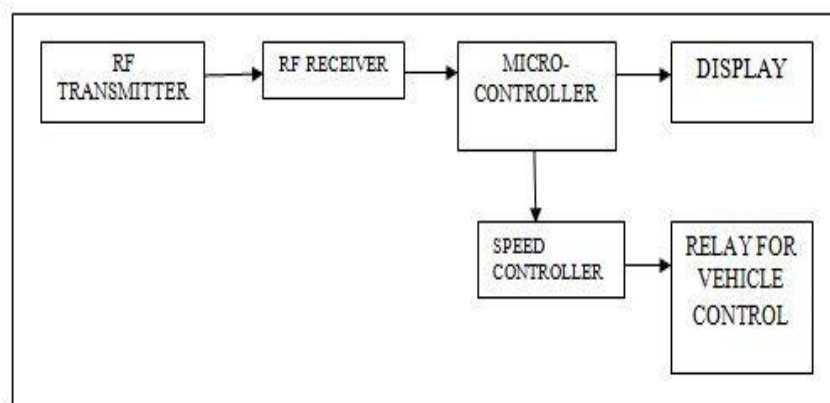 RF
TRANSMITTER
RF RECEIVER
MICRO-
CONTROLLER
DISPLAY
SPEED
CONTROLLER
RELAY FOR
VEHICLE
CONTROL